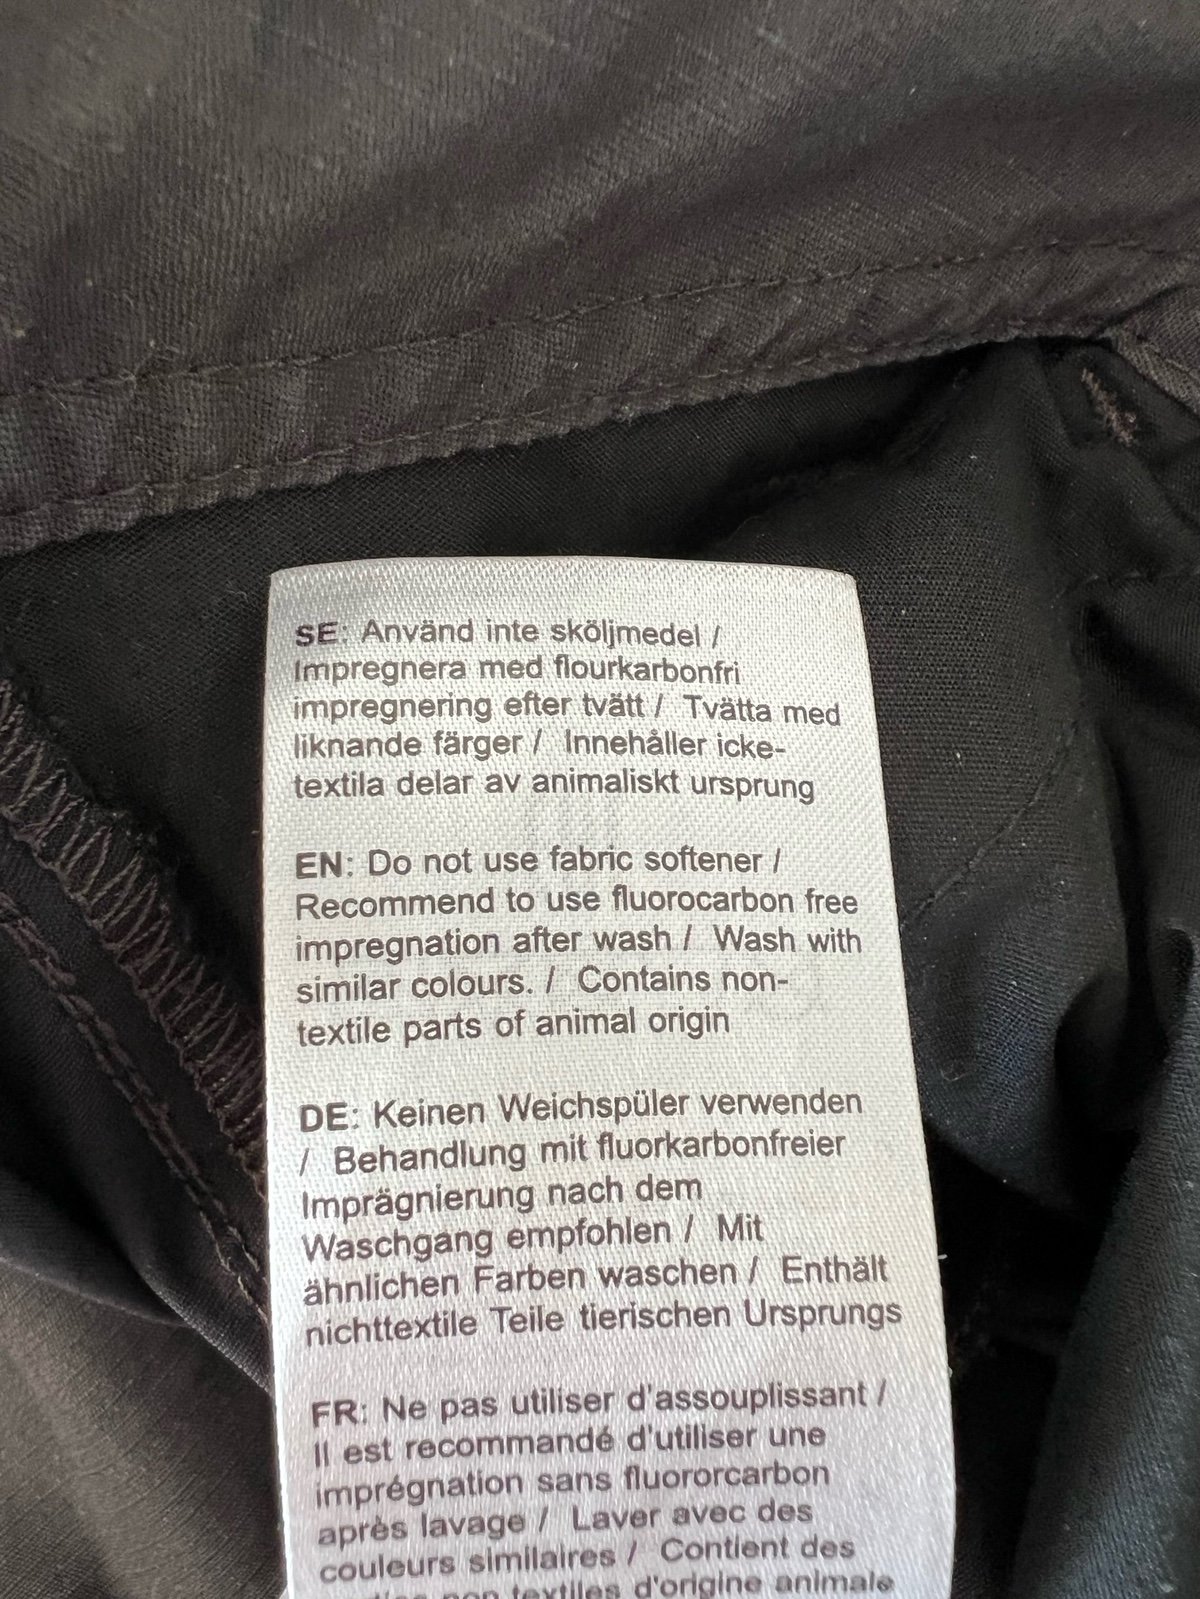 SE: Använd inte sköljmedel /
Impregnera med flourkarbonfri
impregnering efter tvätt / Tvätta med
liknande färger / Innehåller icke-
textila delar av animaliskt ursprung
EN: Do not use fabric softener /
Recommend to use fluorocarbon free
impregnation after wash / Wash with
similar colours. / Contains non-
textile parts of animal origin
DE: Keinen Weichspüler verwenden
/ Behandlung mit fluorkarbonfreier
Imprägnierung nach dem
Waschgang empfohlen / Mit
ähnlichen Farben waschen / Enthält
nichttextile Teile tierischen Ursprungs
FR: Ne pas utiliser d'assouplissant /
Il est recommandé d'utiliser une
imprégnation sans fluororcarbon
après lavage / Laver avec des
couleurs similaires / Contient des
non textiles d'origine animale